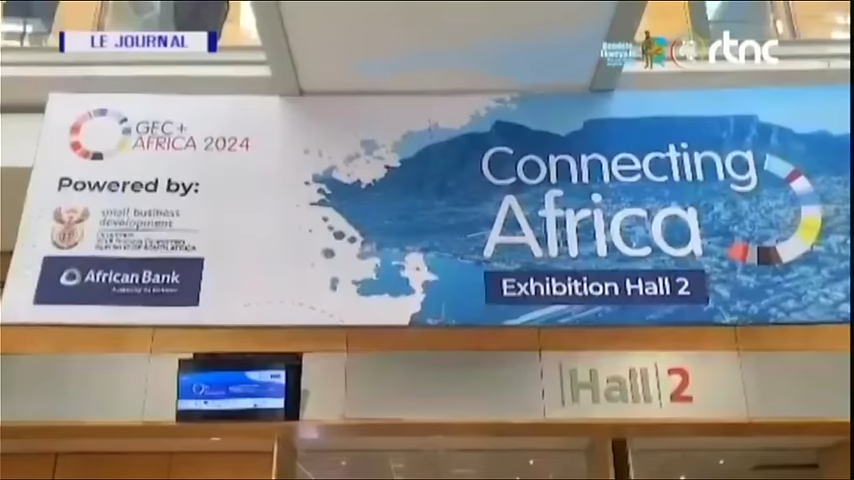 LE JOURNAL
rtnc
GEC+
AFRICA 2024
Powered by:
small business
development
AFRICAN BANK
Connecting
Africa
Exhibition Hall 2
Hall 2